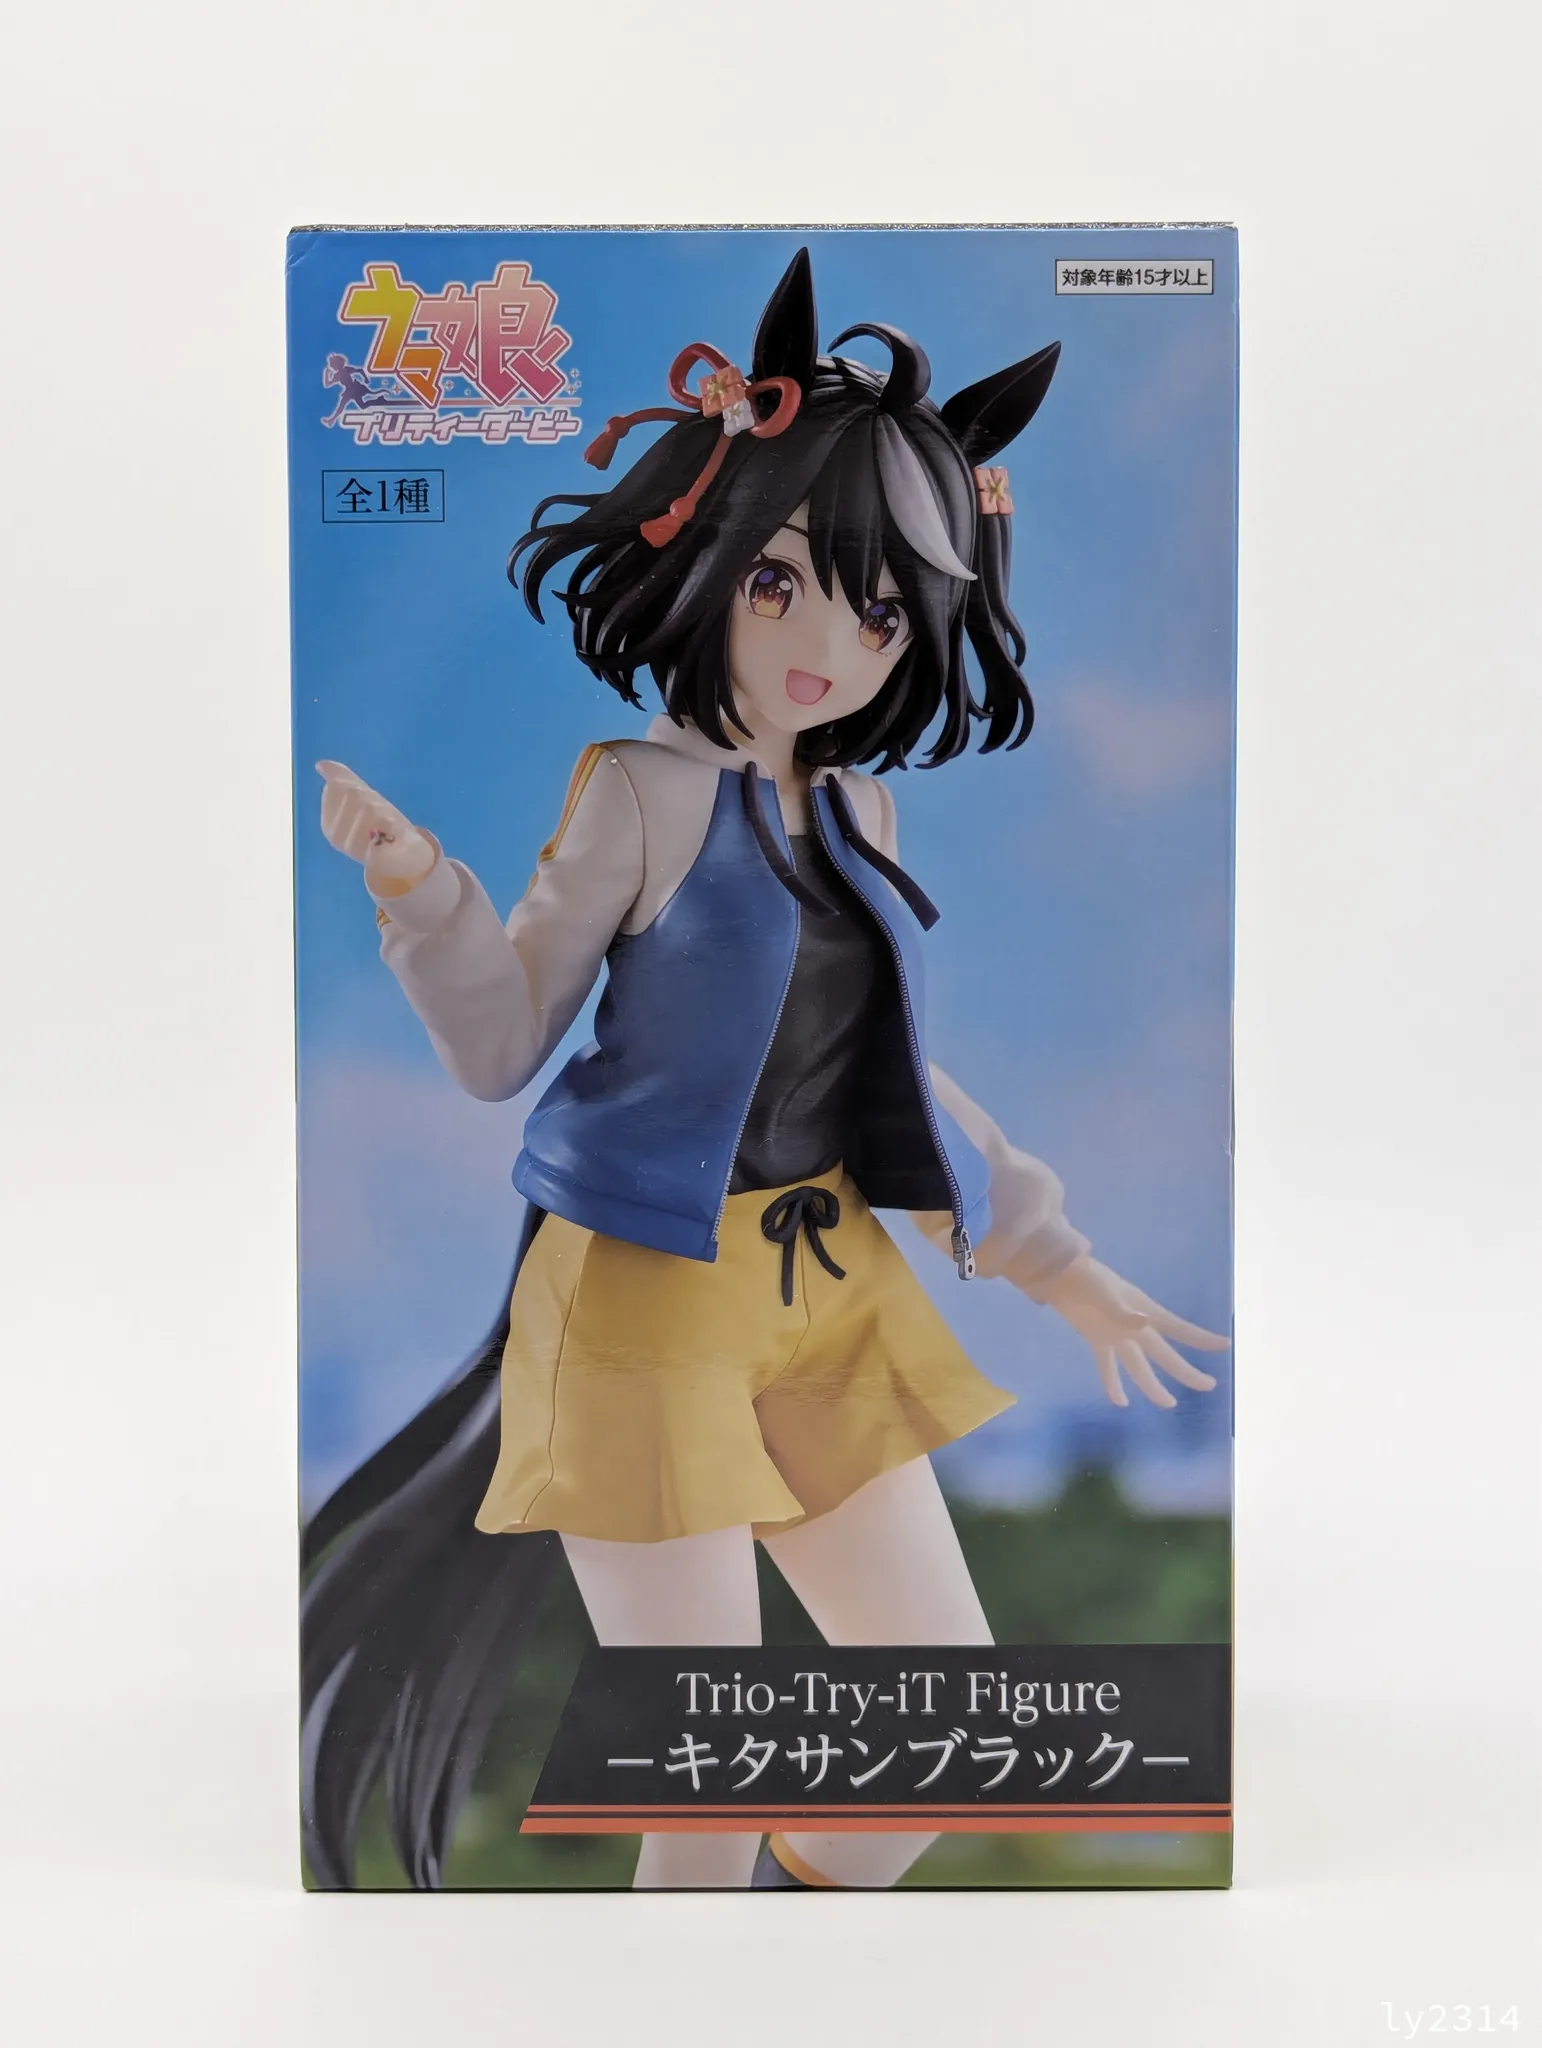 ウマ娘
プリティーダービー
対象年齢15才以上
全1種
Trio-Try-iT Figure
ーキタサンブラックー
ly2314